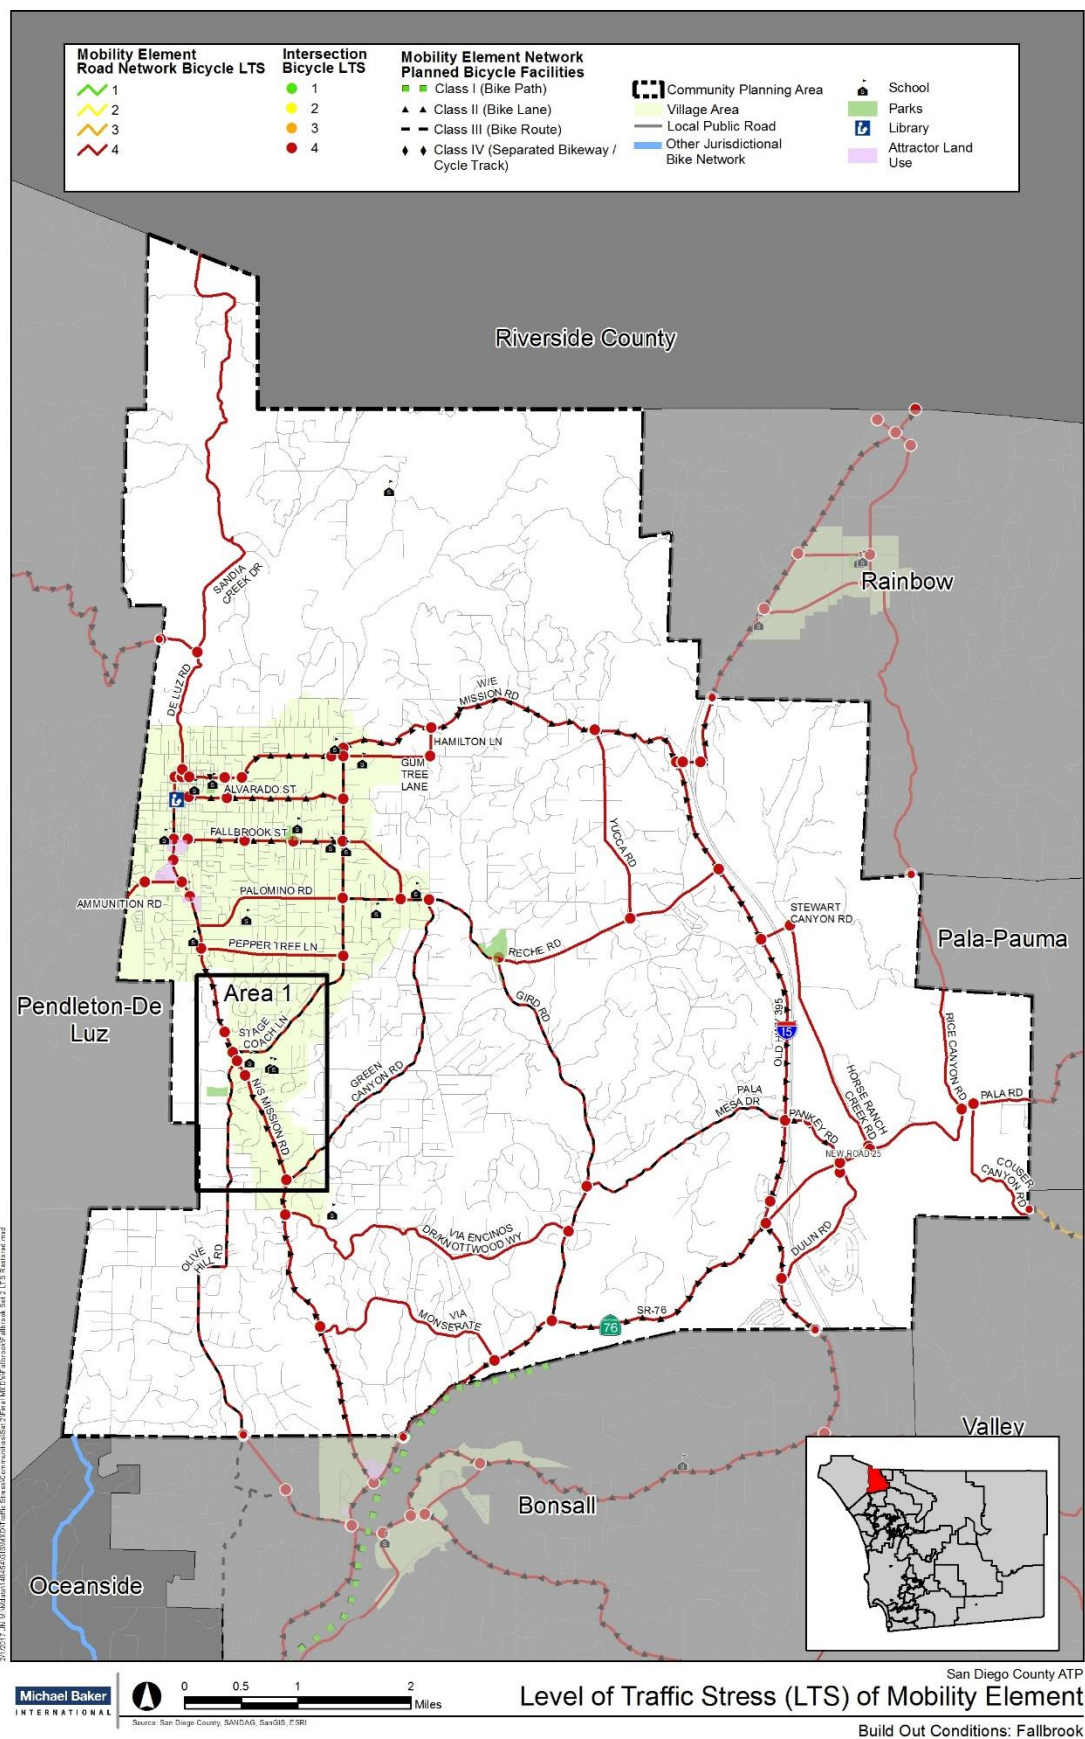 Mobility Element
Road Network Bicycle LTS
1
2
3
4
Intersection
Bicycle LTS
1
2
3
4
Mobility Element Network
Planned Bicycle Facilities
Class I (Bike Path)
Class II (Bike Lane)
Class III (Bike Route)
Class IV (Separated Bikeway /
Cycle Track)
Community Planning Area
Village Area
Local Public Road
Other Jurisdictional
Bike Network
School
Parks
Library
Attractor Land
Use
Riverside County
Rainbow
SANDIA
CREEK DR
DE LUZ RD
W/E
MISSION RD
HAMILTON LN
GUM
TREE
LANE
ALVARADO ST
FALLBROOK ST
YUCCA RD
PALOMINO RD
AMMUNITION RD
STEWART
CANYON RD
PEPPER TREE LN
RECHE RD
Pala-Pauma
Area 1
Pendleton-De
Luz
GIRD RD
STAGE
COACH LN
OLD HWY 395
15
RICE CANYON RD
GREEN
CANYON RD
N/S MISSION RD
HORSE RANCH
CREEK RD
PALA
MESA DR
PALA RD
PANKEY RD
NEW ROAD 25
COUSER
CANYON RD
VIA ENCINOS
DR/KNOTTWOOD WY
DULIN RD
OLIVE
HILL RD
VIA
MONSERATE
SR-76
76
Valley
Bonsall
Oceanside
San Diego County ATP
Michael Baker
INTERNATIONAL
0 0.5 1 2
Miles
Source: San Diego County, SANDAG, SanGIS, ESRI
Level of Traffic Stress (LTS) of Mobility Element
Build Out Conditions: Fallbrook